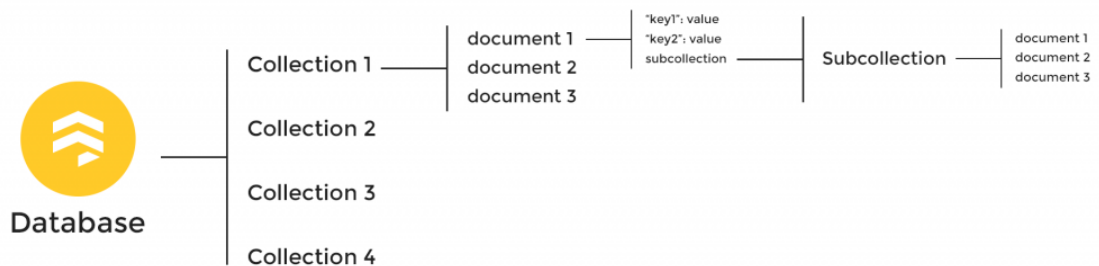 Database
Collection 1
Collection 2
Collection 3
Collection 4
document 1
document 2
document 3
"key1": value
"key2": value
subcollection
Subcollection
document 1
document 2
document 3